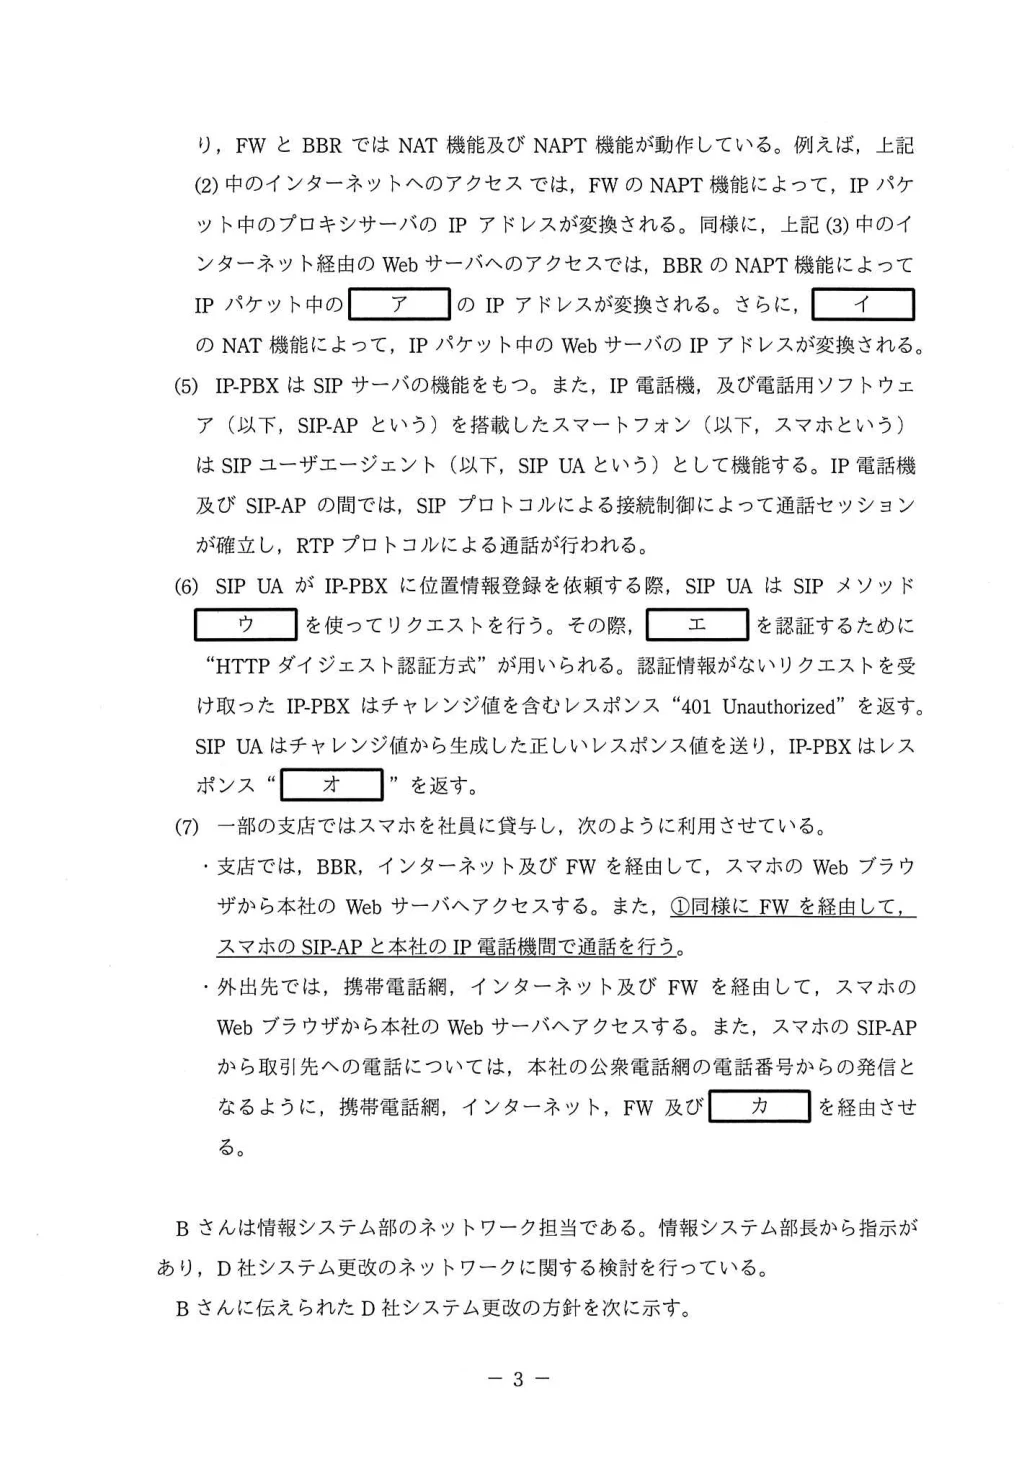 り，FW と BBR では NAT 機能及び NAPT 機能が動作している。例えば，上記
(2) 中のインターネットへのアクセス では，FW の NAPT 機能によって，IP パケ
ット中のプロキシサーバの IP アドレスが変換される。同様に，上記 (3) 中のイ
ンターネット経由の Web サーバへのアクセスでは，BBR の NAPT 機能によって
IP パケット中の ア の IP アドレスが変換される。さらに， イ
の NAT 機能によって，IP パケット中の Web サーバの IP アドレスが変換される。
(5) IP-PBX は SIP サーバの機能をもつ。また，IP 電話機，及び電話用ソフトウェ
ア（以下，SIP-AP という）を搭載したスマートフォン（以下，スマホという）
は SIP ユーザエージェント（以下，SIP UA という）として機能する。IP 電話機
及び SIP-AP の間では，SIP プロトコルによる接続制御によって通話セッション
が確立し，RTP プロトコルによる通話が行われる。
(6) SIP UA が IP-PBX に位置情報登録を依頼する際，SIP UA は SIP メソッド
ウ を使ってリクエストを行う。その際， エ を認証するために
“HTTP ダイジェスト認証方式” が用いられる。認証情報がないリクエストを受
け取った IP-PBX はチャレンジ値を含むレスポンス “401 Unauthorized” を返す。
SIP UA はチャレンジ値から生成した正しいレスポンス値を送り，IP-PBX はレス
ポンス “ オ ” を返す。
(7) 一部の支店ではスマホを社員に貸与し，次のように利用させている。
・支店では，BBR，インターネット及び FW を経由して，スマホの Web ブラウ
ザから本社の Web サーバへアクセスする。また，①同様に FW を経由して，
スマホの SIP-AP と本社の IP 電話機間で通話を行う。
・外出先では，携帯電話網，インターネット及び FW を経由して，スマホの
Web ブラウザから本社の Web サーバへアクセスする。また，スマホの SIP-AP
から取引先への電話については，本社の公衆電話網の電話番号からの発信と
なるように，携帯電話網，インターネット，FW 及び カ を経由させ
る。
B さんは情報システム部のネットワーク担当である。情報システム部長から指示が
あり，D 社システム更改のネットワークに関する検討を行っている。
B さんに伝えられた D 社システム更改の方針を次に示す。
－ 3 －